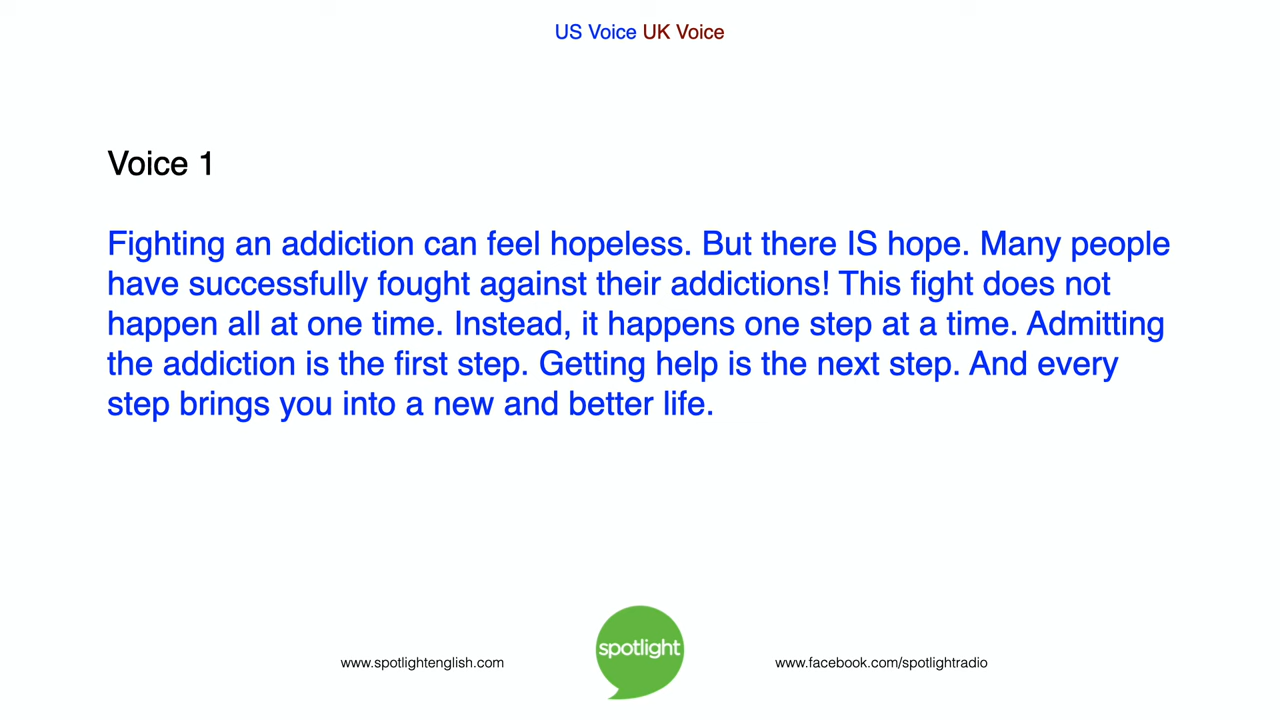 US Voice UK Voice
Voice 1
Fighting an addiction can feel hopeless. But there IS hope. Many people
have successfully fought against their addictions! This fight does not
happen all at one time. Instead, it happens one step at a time. Admitting
the addiction is the first step. Getting help is the next step. And every
step brings you into a new and better life.
spotlight
www.spotlightenglish.com
www.facebook.com/spotlightradio